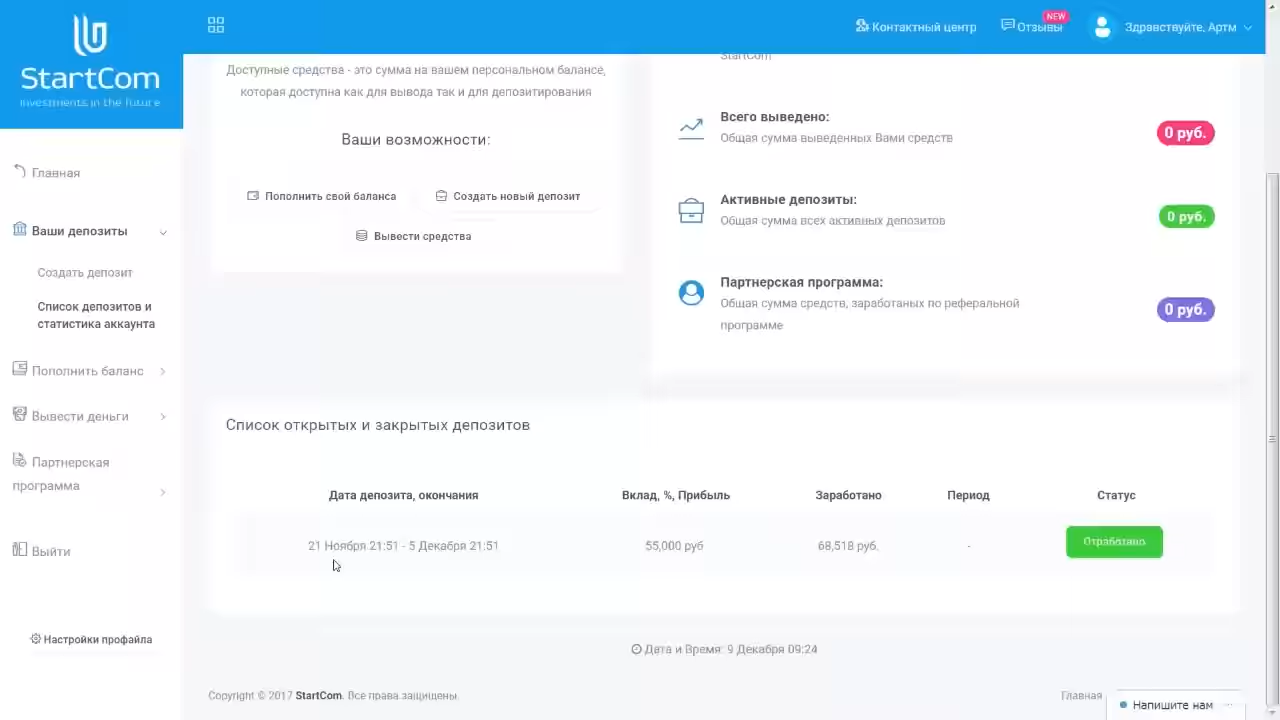 StartCom
investments in the future
Контактный центр
Отзывы
NEW
Здравствуйте, Артм
Главная
Ваши депозиты
Создать депозит
Список депозитов и
статистика аккаунта
Пополнить баланс
Вывести деньги
Партнерская
программа
Выйти
Настройки профайла
Доступные средства - это сумма на вашем персональном балансе,
которая доступна как для вывода так и для депозитирования
Ваши возможности:
Пополнить свой баланса
Создать новый депозит
Вывести средства
StartCom
Всего выведено:
Общая сумма выведенных Вами средств
0 руб.
Активные депозиты:
Общая сумма всех активных депозитов
0 руб.
Партнерская программа:
Общая сумма средств, заработаных по реферальной
программе
0 руб.
Список открытых и закрытых депозитов
Дата депозита, окончания Вклад, %, Прибыль Заработано Период Статус
21 Ноября 21:51 - 5 Декабря 21:51 55,000 руб 68,518 руб. - Отработано
Дата и Время: 9 Декабря 09:24
Copyright © 2017 StartCom. Все права защищены.
Главная
Напишите нам